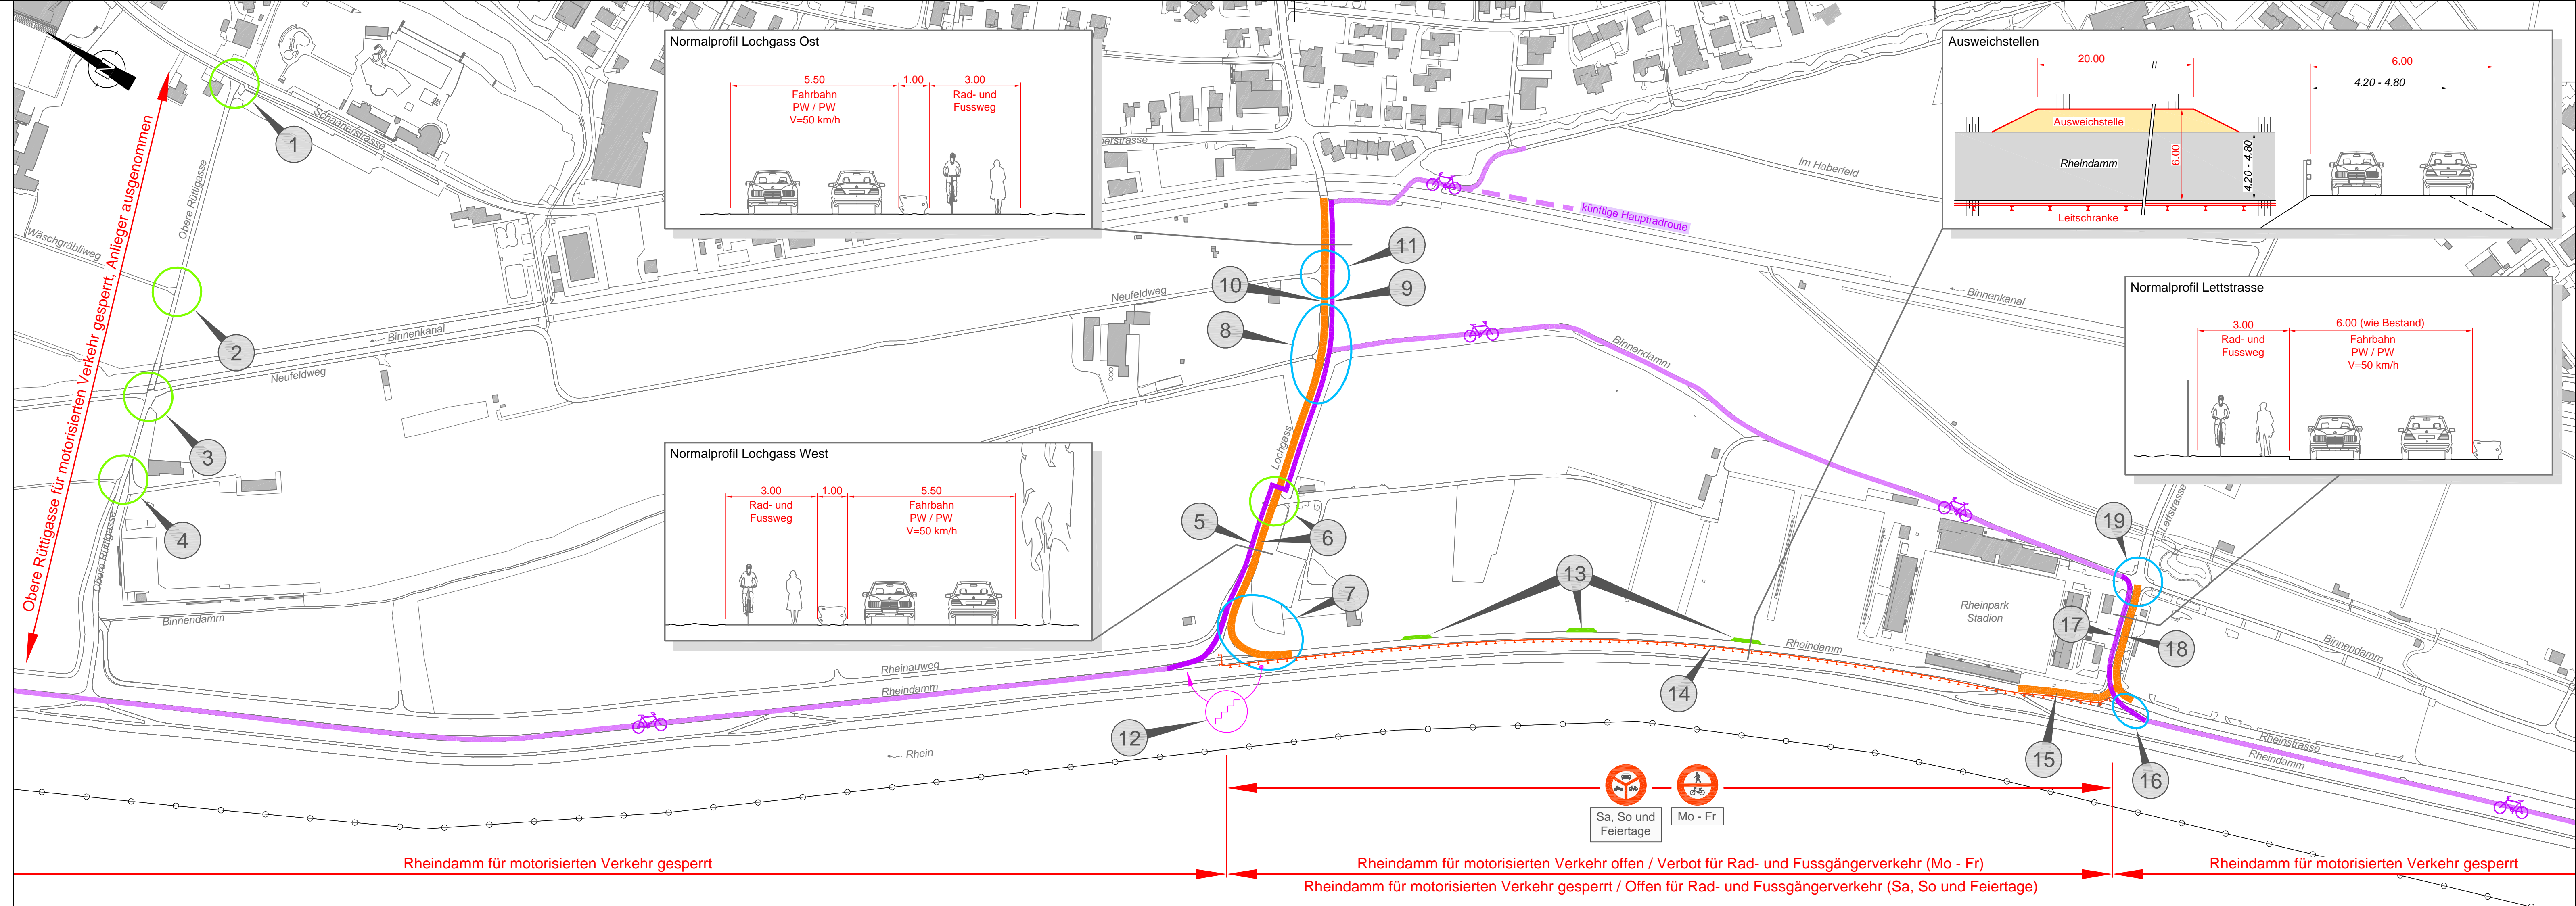 N
Obere Rüttigasse für motorisierten Verkehr gesperrt, Anlieger ausgenommen
Schaanerstrasse
Obere Rüttigasse
Wäschgräbliweg
Binnenkanal
Neufeldweg
Obere Rüttigasse
Binnendamm
1
2
3
4
Normalprofil Lochgass Ost
5.50
1.00
3.00
Fahrbahn
PW / PW
V=50 km/h
Rad- und
Fussweg
Normalprofil Lochgass West
3.00
1.00
5.50
Rad- und
Fussweg
Fahrbahn
PW / PW
V=50 km/h
erstrasse
künftige Hauptradroute
Im Haberfeld
Binnenkanal
Neufeldweg
Binnendamm
Lochgass
11
10
9
8
5
6
7
13
14
12
Rheinauweg
Rheindamm
Rheindamm
Rhein
Ausweichstellen
20.00
Ausweichstelle
Rheindamm
6.00
4.20 - 4.80
Leitschranke
6.00
4.20 - 4.80
Normalprofil Lettstrasse
3.00
6.00 (wie Bestand)
Rad- und
Fussweg
Fahrbahn
PW / PW
V=50 km/h
Lettstrasse
Rheinpark
Stadion
19
17
18
15
16
Binnendamm
Rheinstrasse
Rheindamm
Sa, So und
Feiertage
Mo - Fr
Rheindamm für motorisierten Verkehr gesperrt
Rheindamm für motorisierten Verkehr offen / Verbot für Rad- und Fussgängerverkehr (Mo - Fr)
Rheindamm für motorisierten Verkehr gesperrt / Offen für Rad- und Fussgängerverkehr (Sa, So und Feiertage)
Rheindamm für motorisierten Verkehr gesperrt